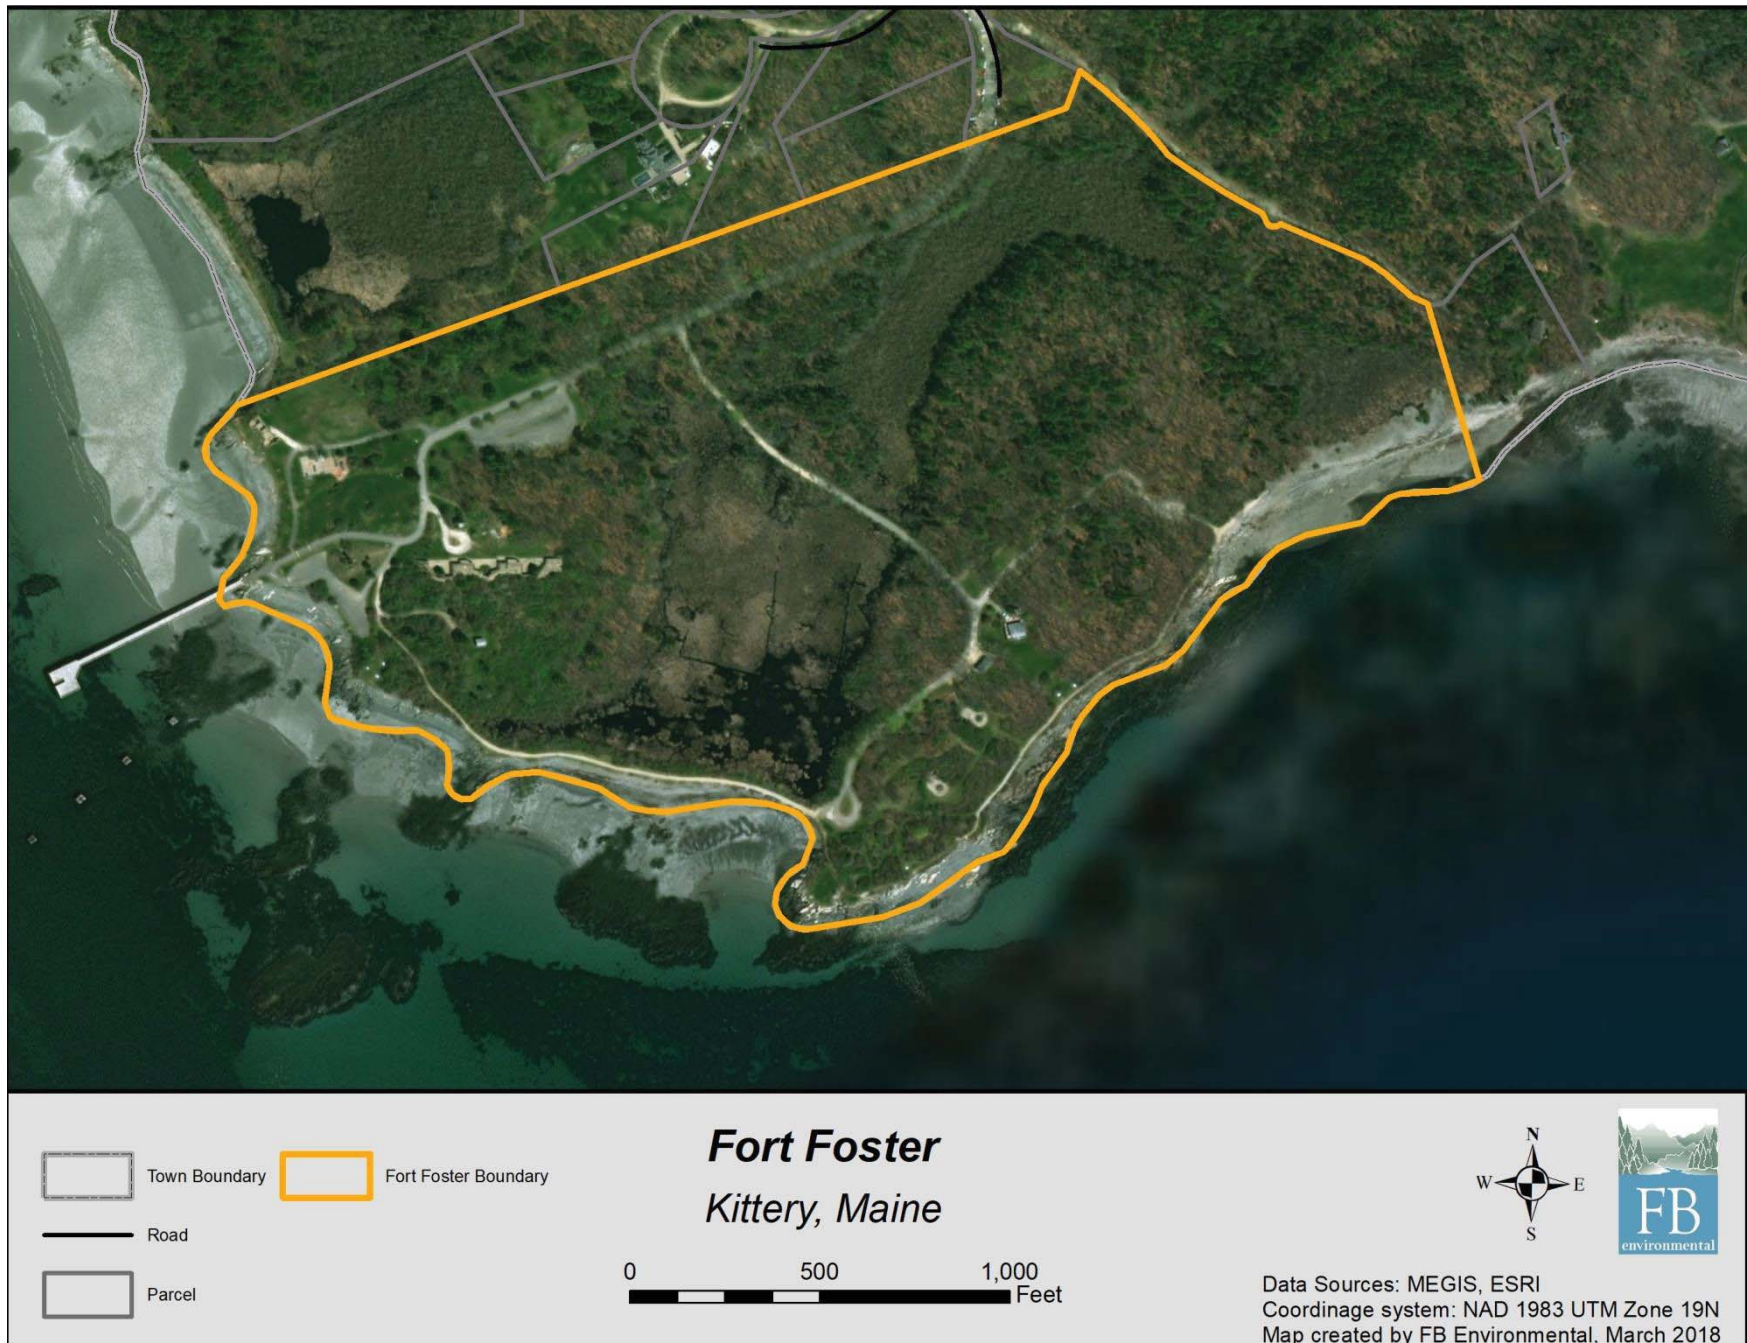 Town Boundary
Fort Foster Boundary
Road
Parcel
Fort Foster
Kittery, Maine
0 500 1,000
Feet
N
W E
S
FB
environmental
Data Sources: MEGIS, ESRI
Coordinage system: NAD 1983 UTM Zone 19N
Map created by FB Environmental, March 2018